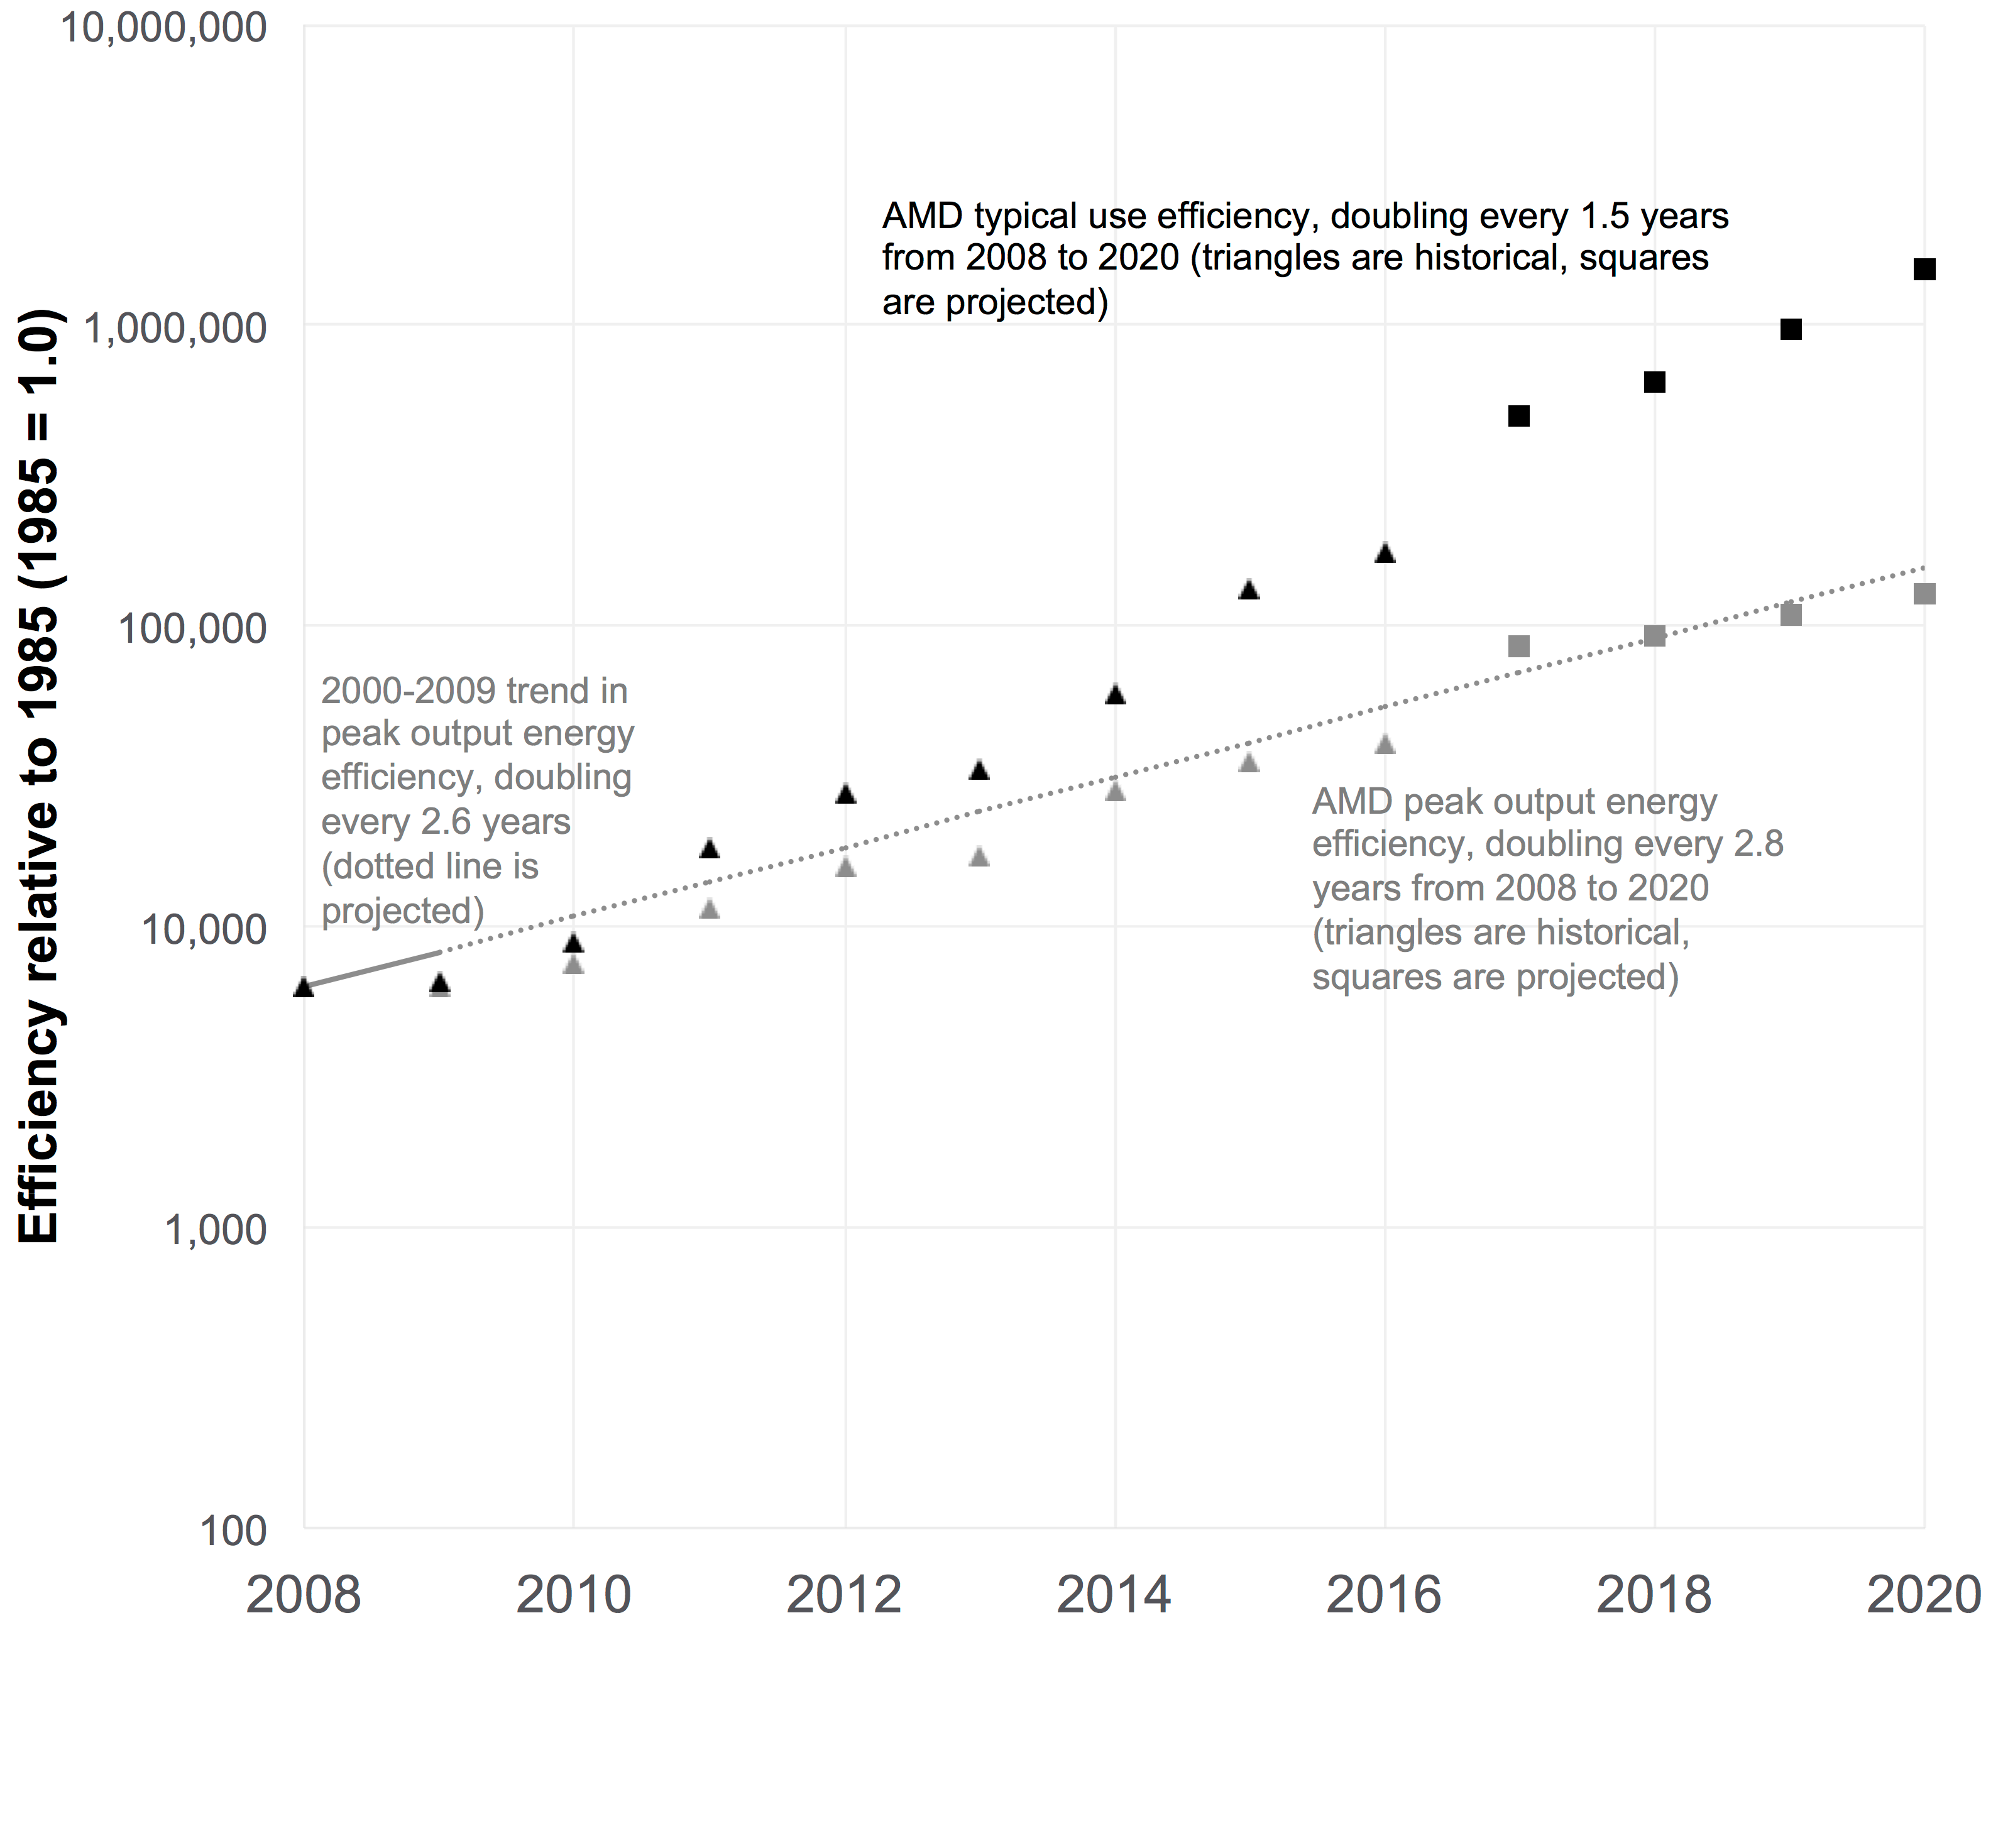 10,000,000
1,000,000
100,000
10,000
1,000
100
Efficiency relative to 1985 (1985 = 1.0)
AMD typical use efficiency, doubling every 1.5 years
from 2008 to 2020 (triangles are historical, squares
are projected)
2000-2009 trend in
peak output energy
efficiency, doubling
every 2.6 years
(dotted line is
projected)
AMD peak output energy
efficiency, doubling every 2.8
years from 2008 to 2020
(triangles are historical,
squares are projected)
2008 2010 2012 2014 2016 2018 2020